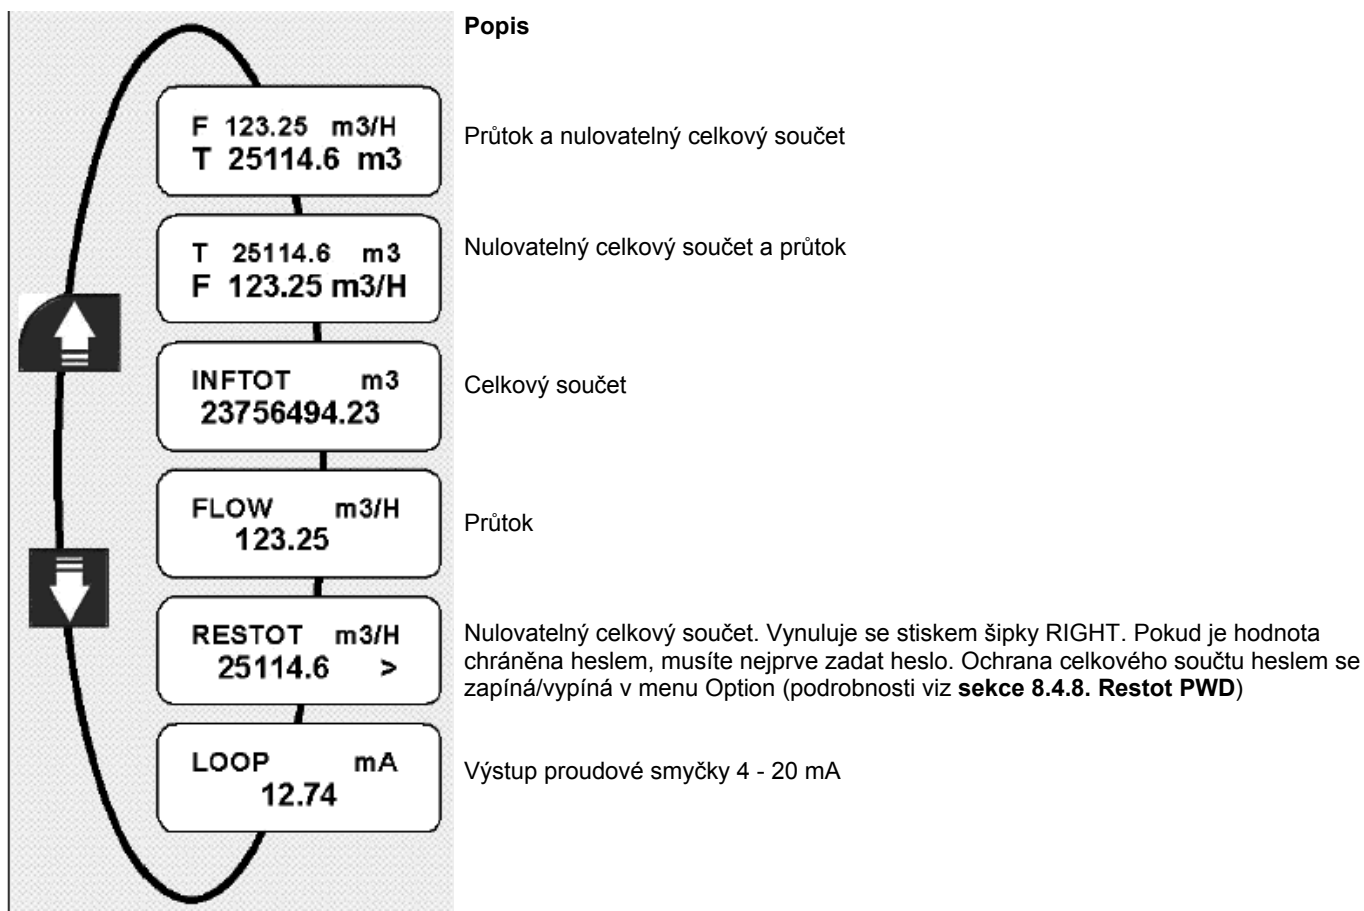 Popis
F 123.25 m3/H
T 25114.6 m3
Průtok a nulovatelný celkový součet
T 25114.6 m3
F 123.25 m3/H
Nulovatelný celkový součet a průtok
INFTOT m3
23756494.23
Celkový součet
FLOW m3/H
123.25
Průtok
RESTOT m3/H
25114.6 >
Nulovatelný celkový součet. Vynuluje se stiskem šipky RIGHT. Pokud je hodnota
chráněna heslem, musíte nejprve zadat heslo. Ochrana celkového součtu heslem se
zapíná/vypíná v menu Option (podrobnosti viz sekce 8.4.8. Restot PWD)
LOOP mA
12.74
Výstup proudové smyčky 4 - 20 mA